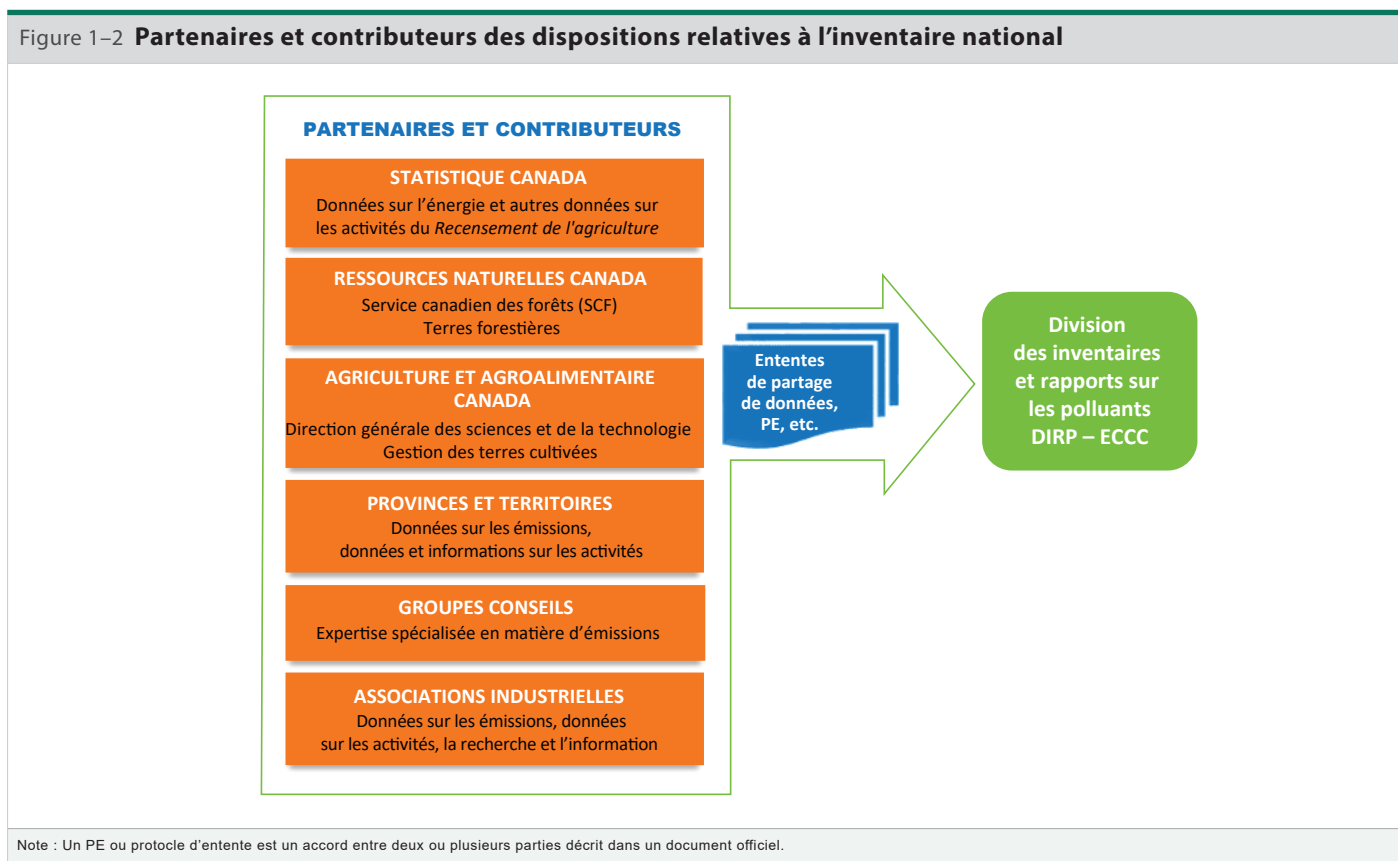 Figure 1–2 Partenaires et contributeurs des dispositions relatives à l'inventaire national
PARTENAIRES ET CONTRIBUTEURS
STATISTIQUE CANADA
Données sur l'énergie et autres données sur
les activités du Recensement de l'agriculture
RESSOURCES NATURELLES CANADA
Service canadien des forêts (SCF)
Terres forestières
AGRICULTURE ET AGROALIMENTAIRE
CANADA
Direction générale des sciences et de la technologie
Gestion des terres cultivées
PROVINCES ET TERRITOIRES
Données sur les émissions,
données et informations sur les activités
GROUPES CONSEILS
Expertise spécialisée en matière d'émissions
ASSOCIATIONS INDUSTRIELLES
Données sur les émissions, données
sur les activités, la recherche et l'information
Ententes
de partage
de données,
PE, etc.
Division
des inventaires
et rapports sur
les polluants
DIRP – ECCC
Note : Un PE ou protocle d'entente est un accord entre deux ou plusieurs parties décrit dans un document officiel.